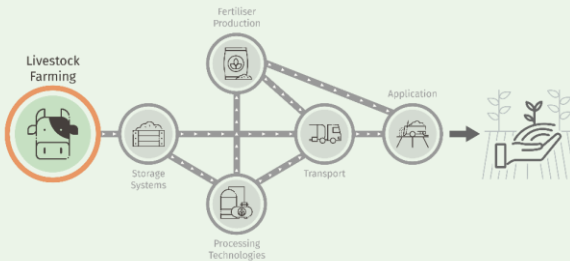 Fertiliser
Production
Livestock
Farming
Application
Storage
Systems
Transport
Processing
Technologies